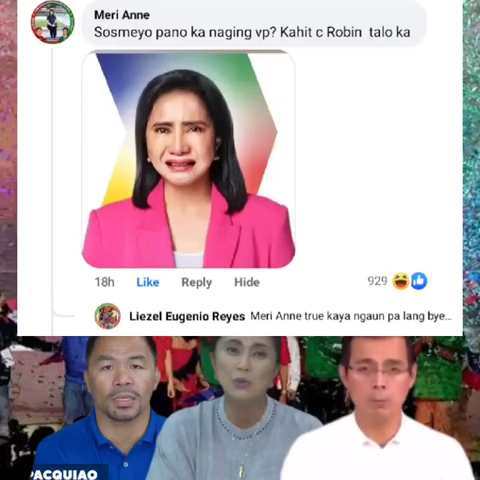 Meri Anne
Sosmeyo pano ka naging vp? Kahit c Robin talo ka
18h Like Reply Hide 929
Liezel Eugenio Reyes Meri Anne true kaya ngaun pa lang bye...
PACQUIAO